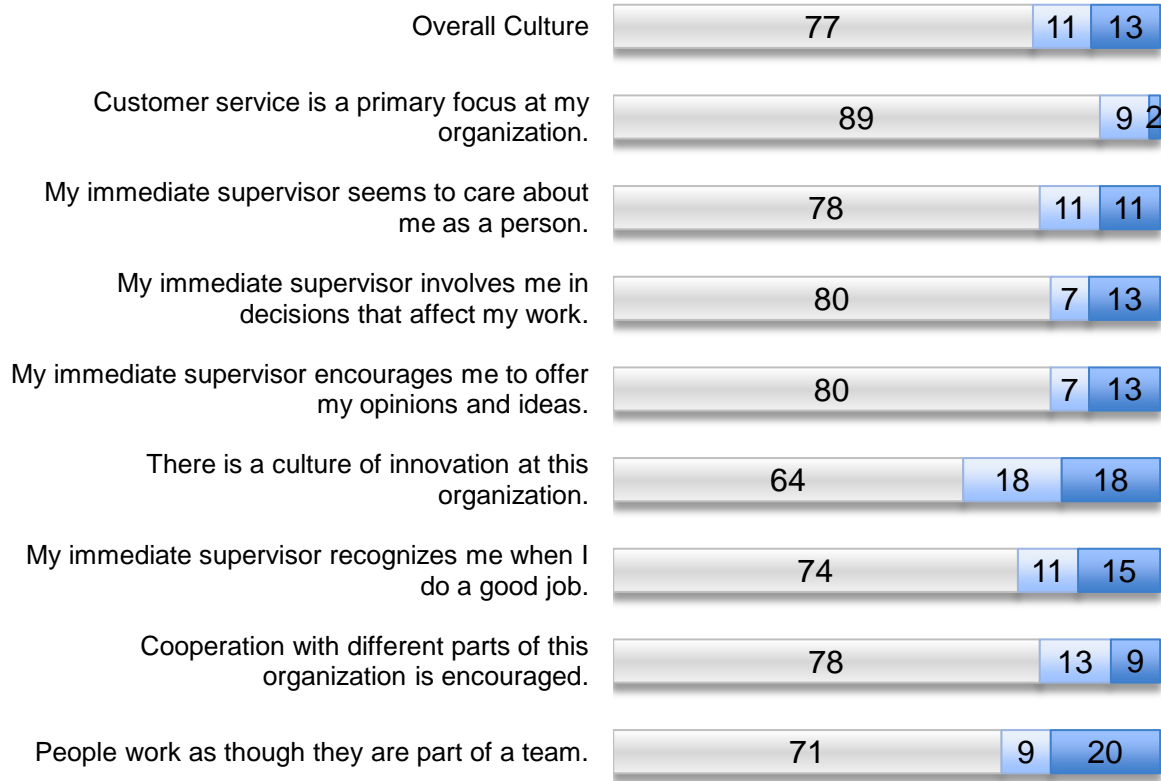 Overall Culture
77 11 13
Customer service is a primary focus at my
organization.
89 9 2
My immediate supervisor seems to care about
me as a person.
78 11 11
My immediate supervisor involves me in
decisions that affect my work.
80 7 13
My immediate supervisor encourages me to offer
my opinions and ideas.
80 7 13
There is a culture of innovation at this
organization.
64 18 18
My immediate supervisor recognizes me when I
do a good job.
74 11 15
Cooperation with different parts of this
organization is encouraged.
78 13 9
People work as though they are part of a team.
71 9 20